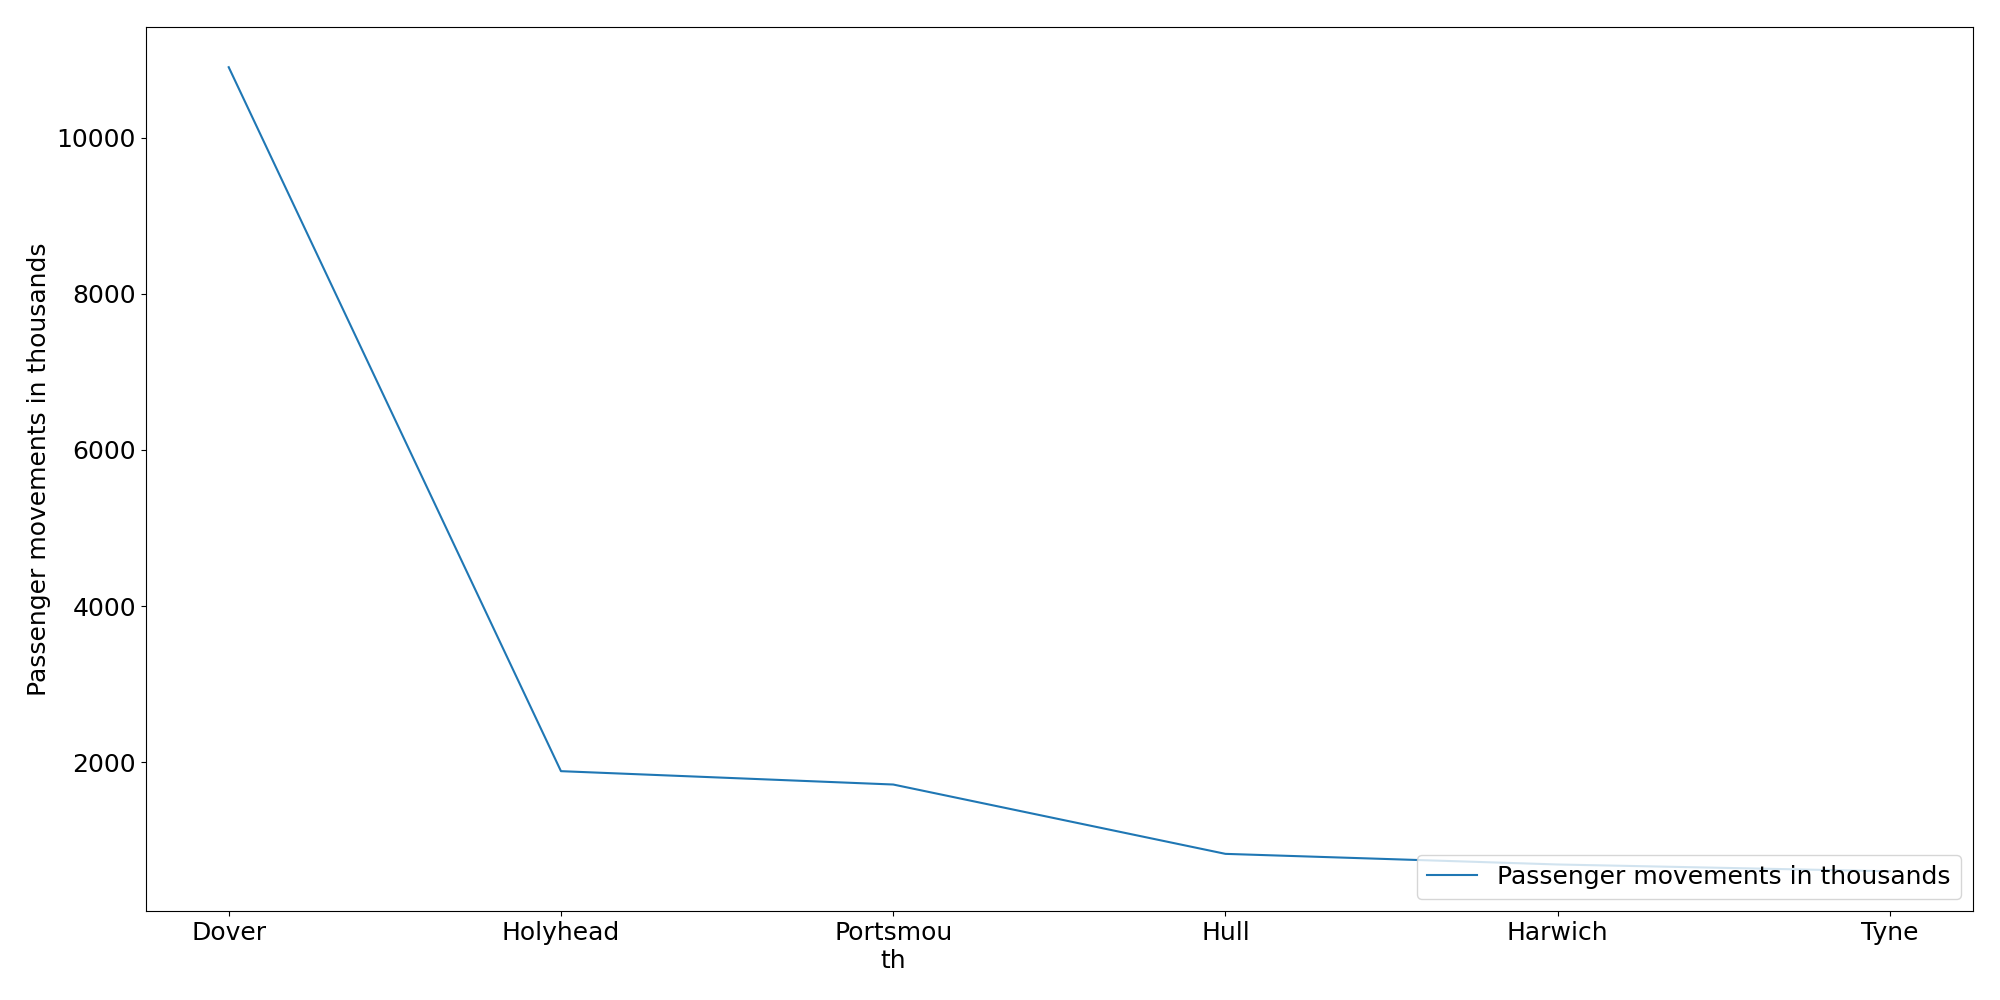 Passenger movements in thousands
10000
8000
6000
4000
2000
Dover
Holyhead
Portsmou
th
Hull
Harwich
Tyne
Passenger movements in thousands